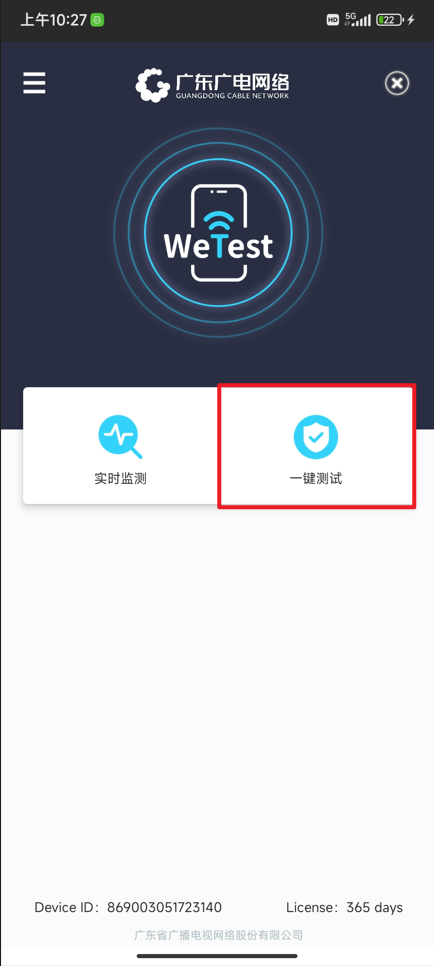 上午10:27
HD 5G 22
广东广电网络
GUANGDONG CABLE NETWORK
WeTest
实时监测
一键测试
Device ID：869003051723140
License：365 days
广东省广播电视网络股份有限公司